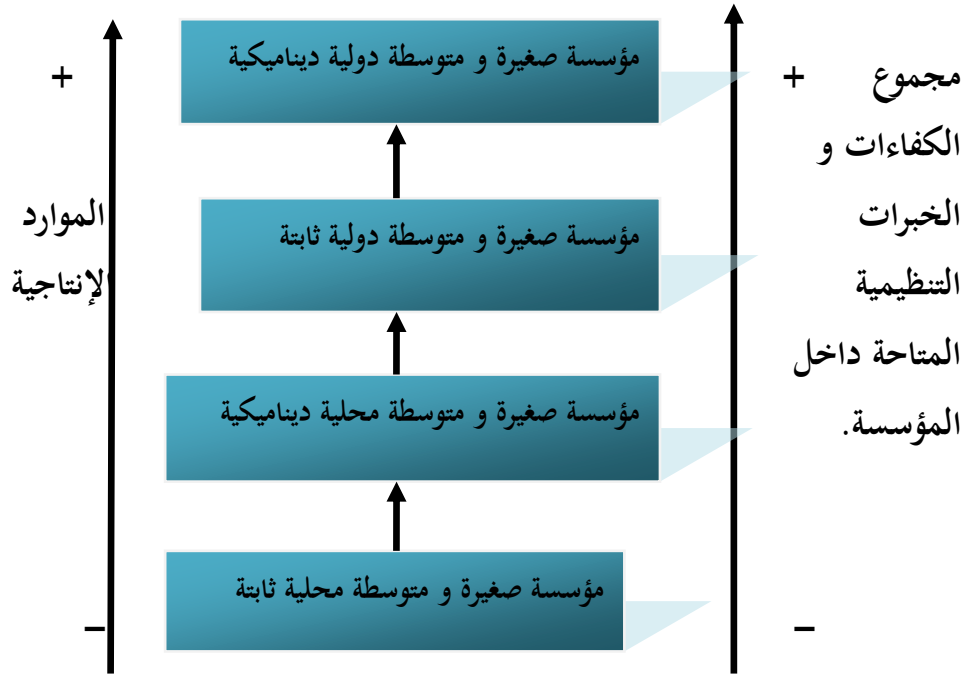 مؤسسة صغيرة و متوسطة دولية ديناميكية
مجموع +
الكفاءات و
الخبرات
التنظيمية
المتاحة داخل
المؤسسة.
–
+
الموارد
الإنتاجية
–
مؤسسة صغيرة و متوسطة دولية ثابتة
مؤسسة صغيرة و متوسطة محلية ديناميكية
مؤسسة صغيرة و متوسطة محلية ثابتة